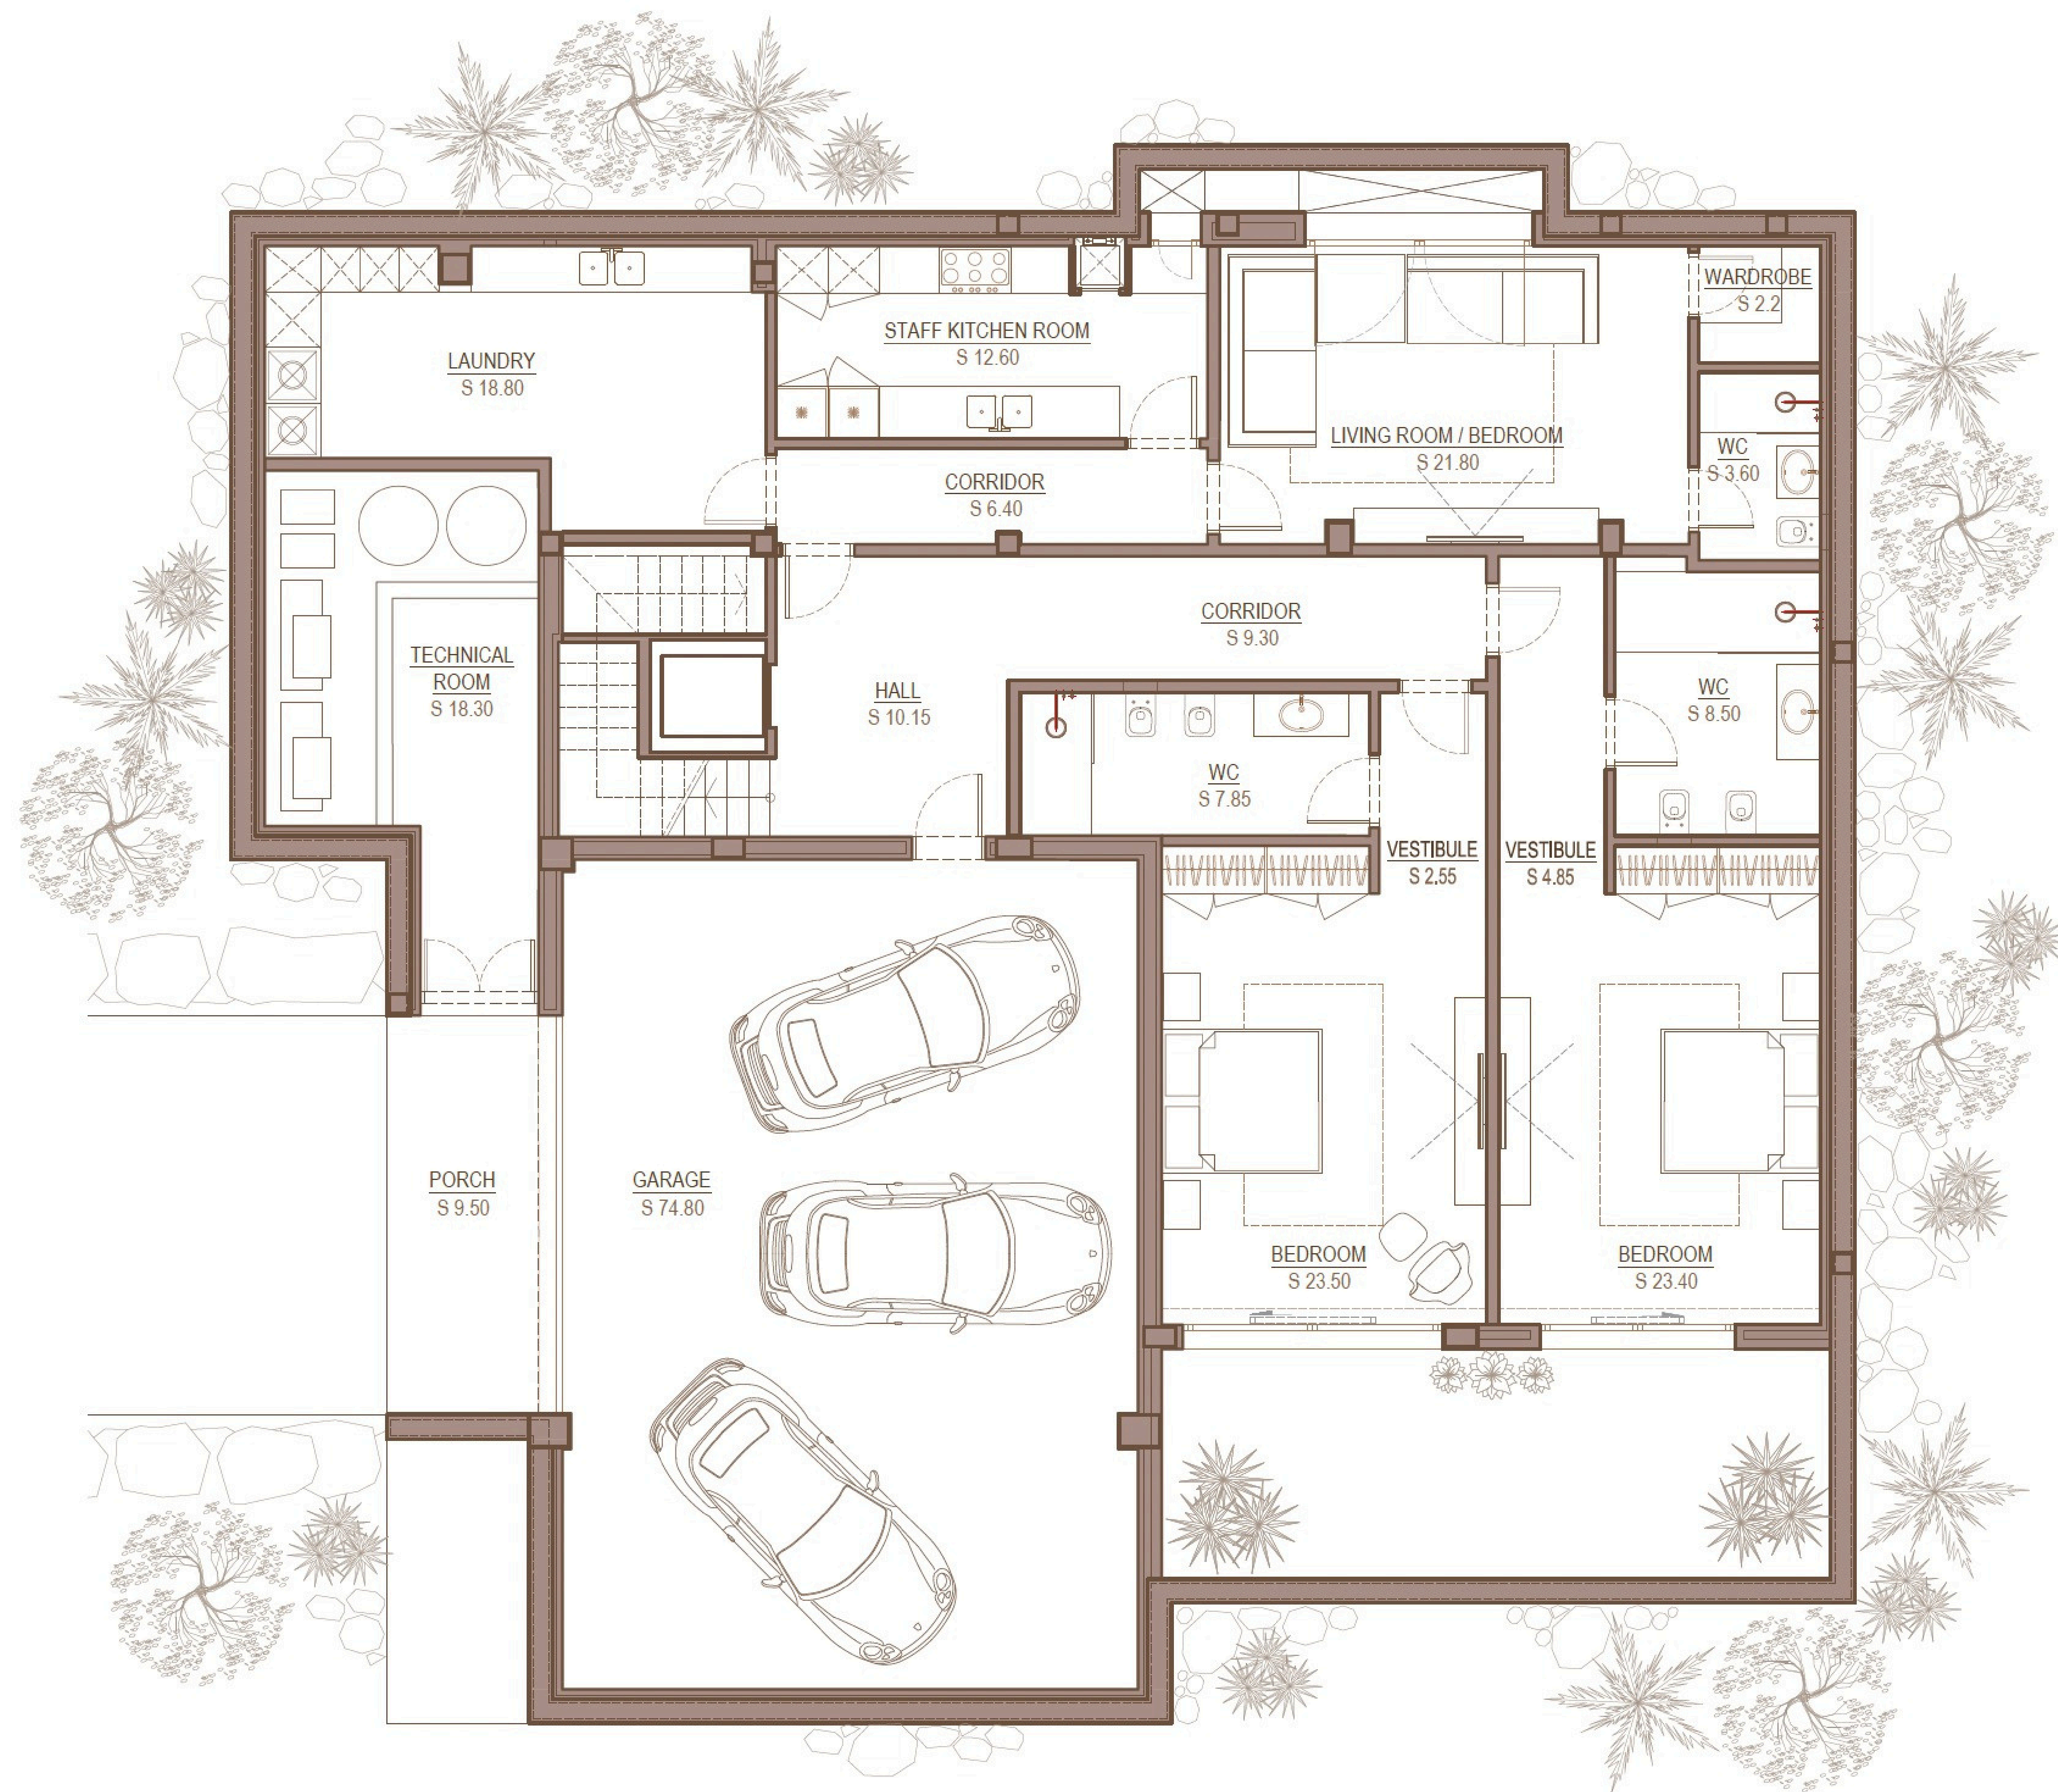 WARDROBE
S 2.2
STAFF KITCHEN ROOM
S 12.60
LAUNDRY
S 18.80
LIVING ROOM / BEDROOM
S 21.80
WC
S 3.60
CORRIDOR
S 6.40
CORRIDOR
S 9.30
TECHNICAL
ROOM
S 18.30
HALL
S 10.15
WC
S 8.50
WC
S 7.85
VESTIBULE
S 2.55
VESTIBULE
S 4.85
PORCH
S 9.50
GARAGE
S 74.80
BEDROOM
S 23.50
BEDROOM
S 23.40